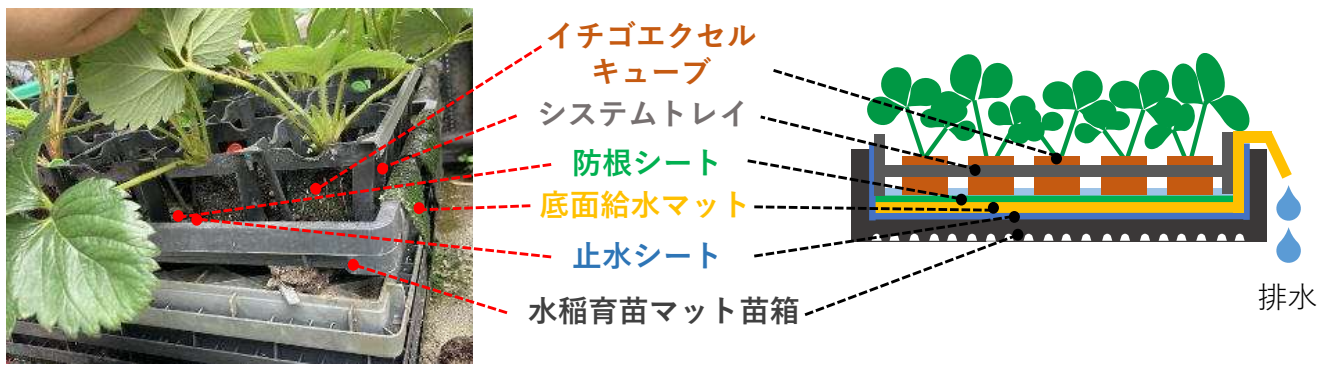 イチゴエクセル
キューブ
システムトレイ
防根シート
底面給水マット
止水シート
水稲育苗マット苗箱
排水